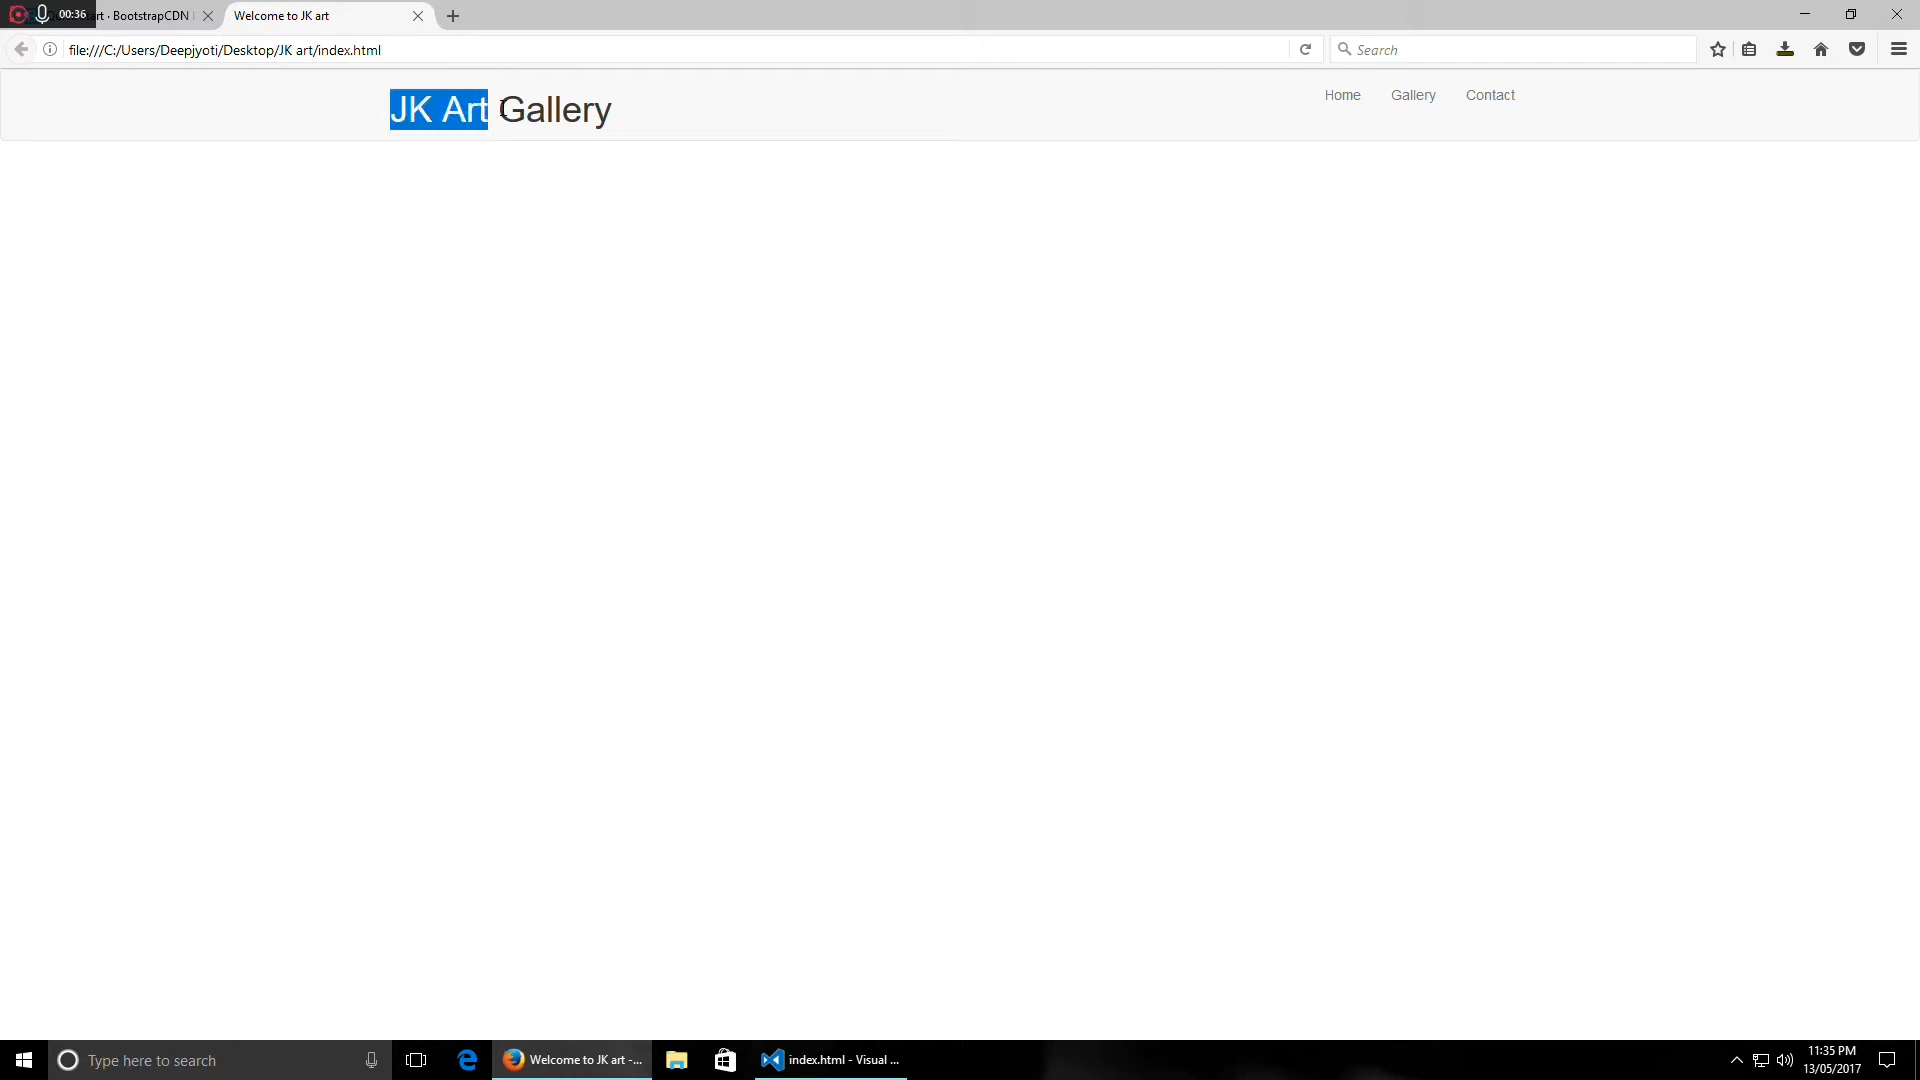 00:36
art · BootstrapCDN
Welcome to JK art
file:///C:/Users/Deepjyoti/Desktop/JK art/index.html
Search
JK Art Gallery
Home
Gallery
Contact
Type here to search
Welcome to JK art -...
index.html - Visual ...
11:35 PM
13/05/2017